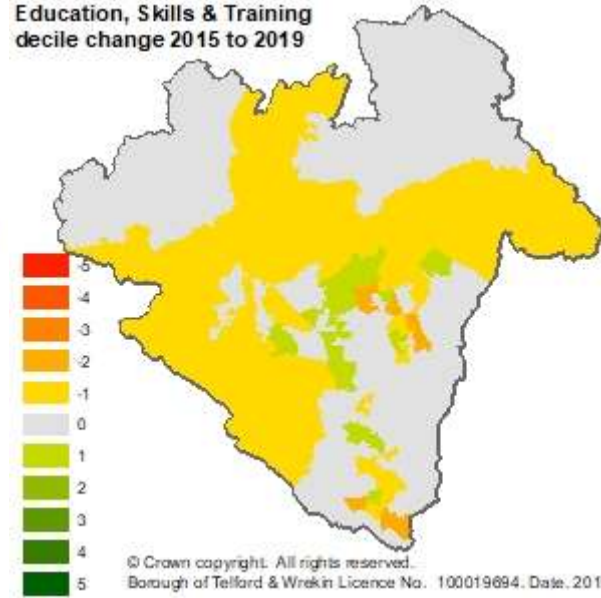 Education, Skills & Training
decile change 2015 to 2019
-5
-4
-3
-2
-1
0
1
2
3
4
5
© Crown copyright. All rights reserved.
Borough of Telford & Wrekin Licence No. 100019694. Date. 201